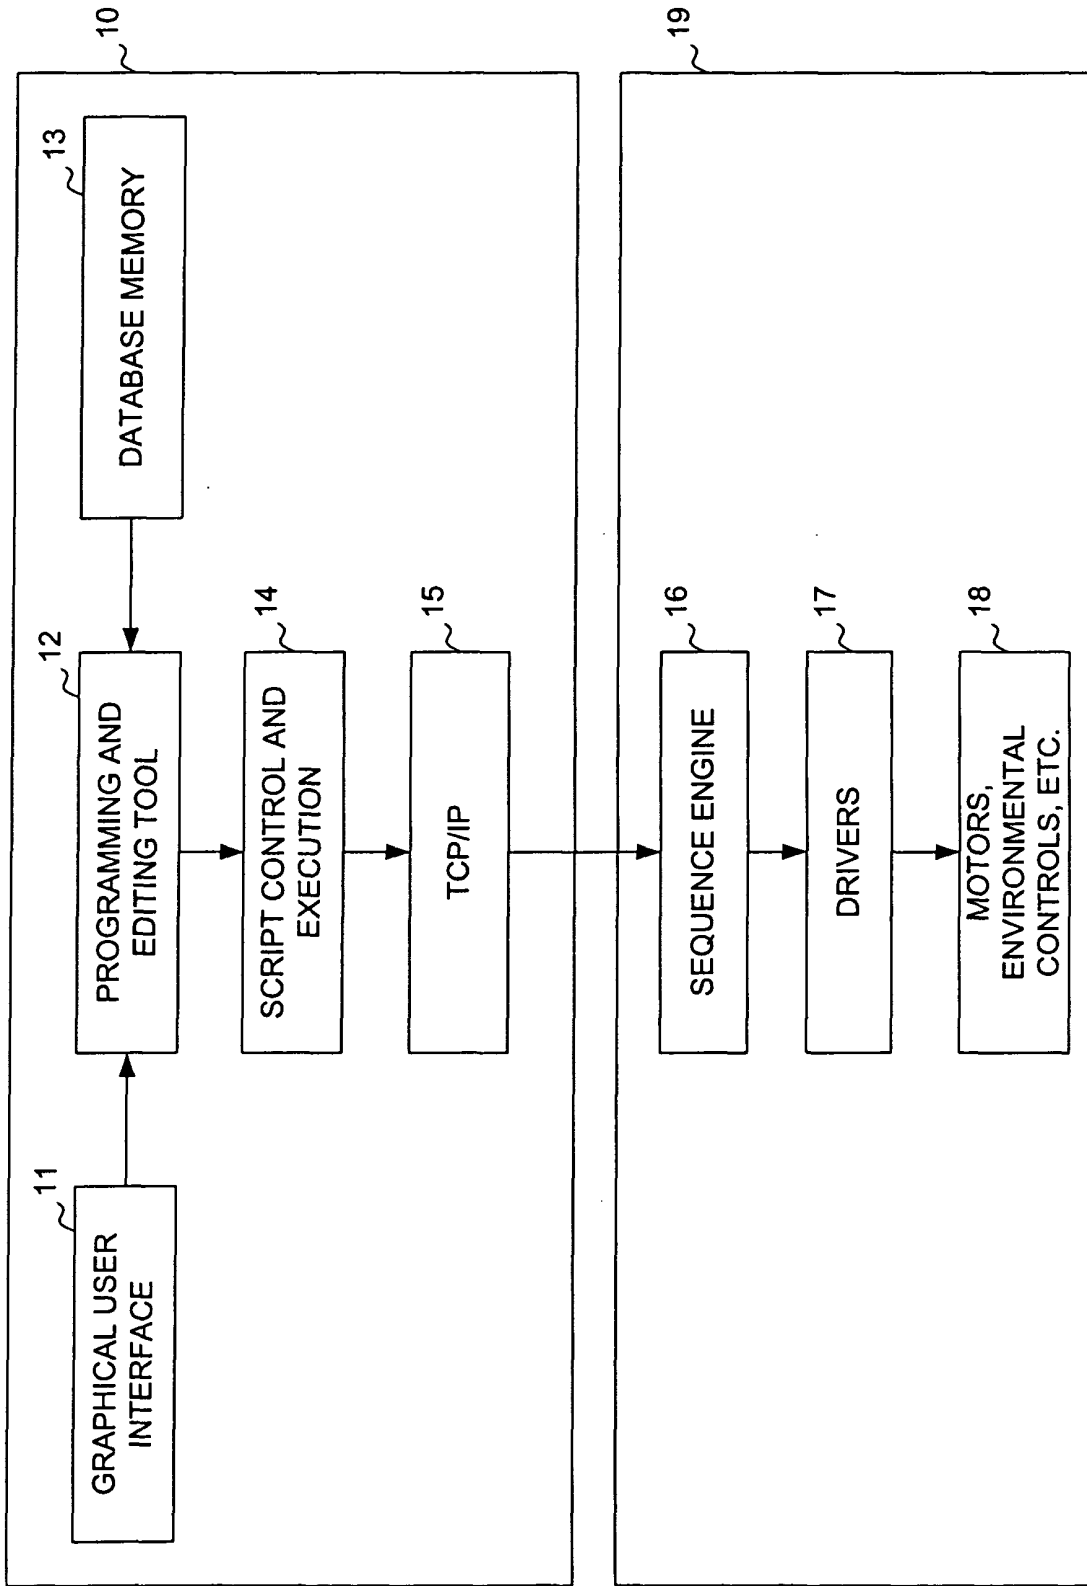 10
11
GRAPHICAL USER
INTERFACE
12
PROGRAMMING AND
EDITING TOOL
13
DATABASE MEMORY
14
SCRIPT CONTROL AND
EXECUTION
15
TCP/IP
19
16
SEQUENCE ENGINE
17
DRIVERS
18
MOTORS,
ENVIRONMENTAL
CONTROLS, ETC.